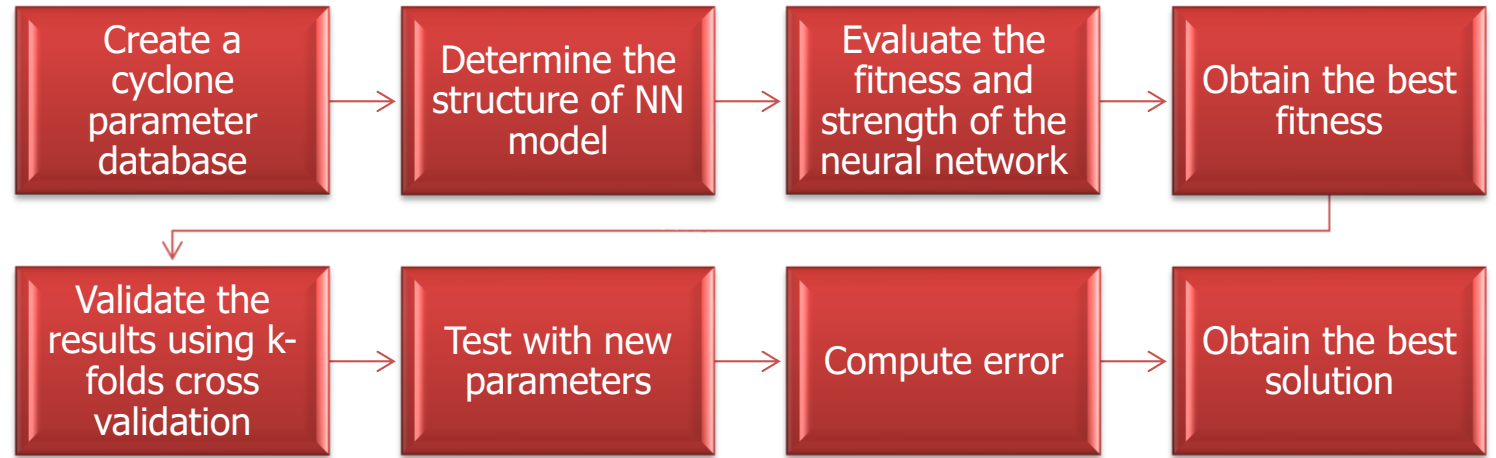 Create a
cyclone
parameter
database
Determine the
structure of NN
model
Evaluate the
fitness and
strength of the
neural network
Obtain the best
fitness
Validate the
results using k-
folds cross
validation
Test with new
parameters
Compute error
Obtain the best
solution